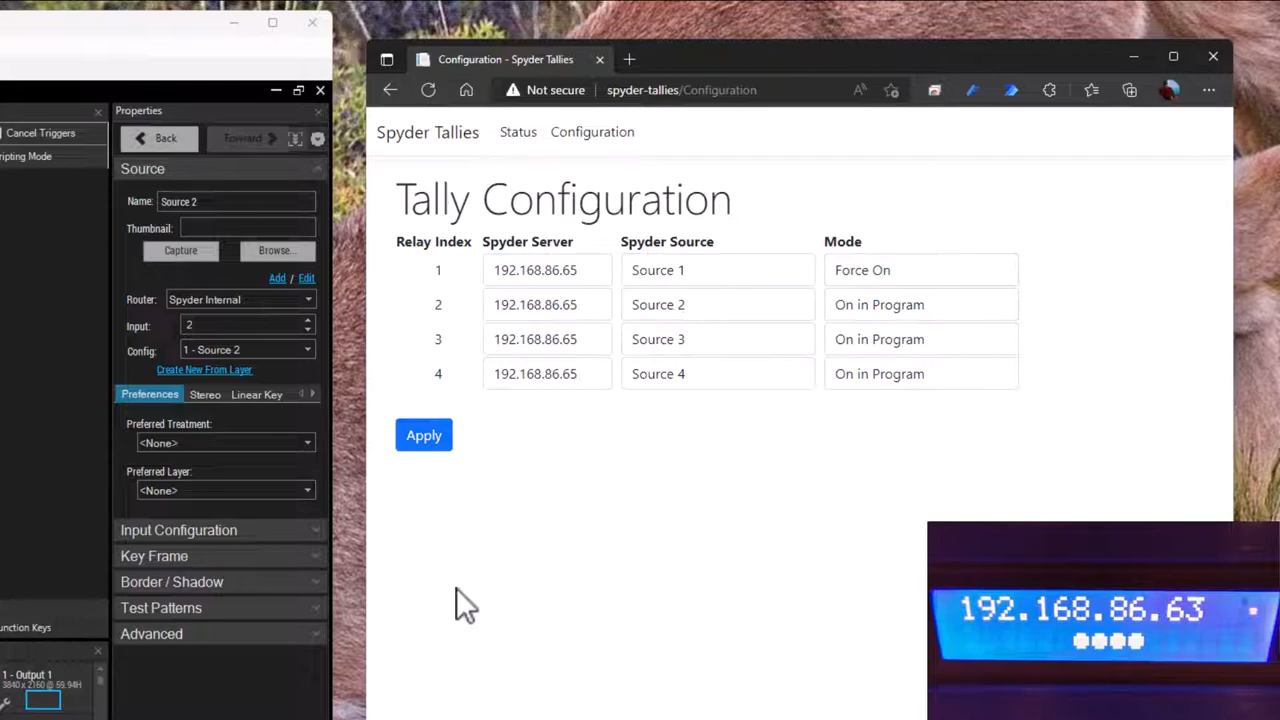 Cancel Triggers
ripting Mode
Properties
Back
Forward
Source
Name: Source 2
Thumbnail:
Capture
Browse...
Add / Edit
Router: Spyder Internal
Input: 2
Config: 1 - Source 2
Create New From Layer
Preferences Stereo Linear Key
Preferred Treatment:
<None>
Preferred Layer:
<None>
Input Configuration
Key Frame
Border / Shadow
Test Patterns
Advanced
unction Keys
1 - Output 1
3840 x 2160 @ 59.94H
Configuration - Spyder Tallies
Not secure spyder-tallies/Configuration
Spyder Tallies Status Configuration
Tally Configuration
Relay Index Spyder Server Spyder Source Mode
1 192.168.86.65 Source 1 Force On
2 192.168.86.65 Source 2 On in Program
3 192.168.86.65 Source 3 On in Program
4 192.168.86.65 Source 4 On in Program
Apply
192.168.86.63